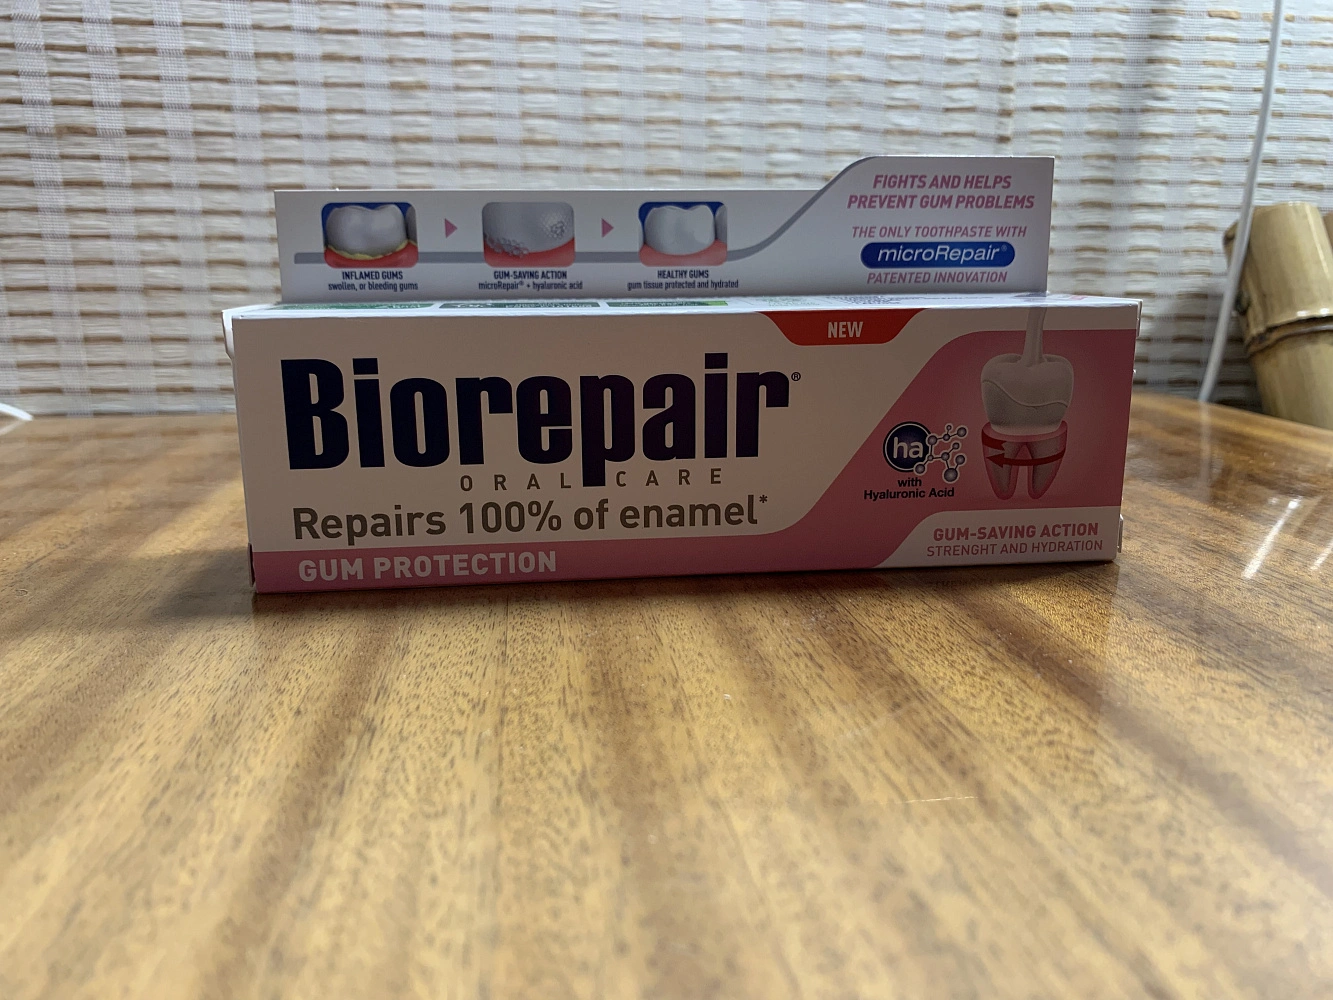 FIGHTS AND HELPS
PREVENT GUM PROBLEMS
THE ONLY TOOTHPASTE WITH
microRepair®
PATENTED INNOVATION
INFLAMED GUMS
swollen, or bleeding gums
GUM-SAVING ACTION
microRepair® + hyaluronic acid
HEALTHY GUMS
gum tissue protected and hydrated
NEW
Biorepair®
ORAL CARE
Repairs 100% of enamel*
GUM PROTECTION
ha
with
Hyaluronic Acid
GUM-SAVING ACTION
STRENGHT AND HYDRATION